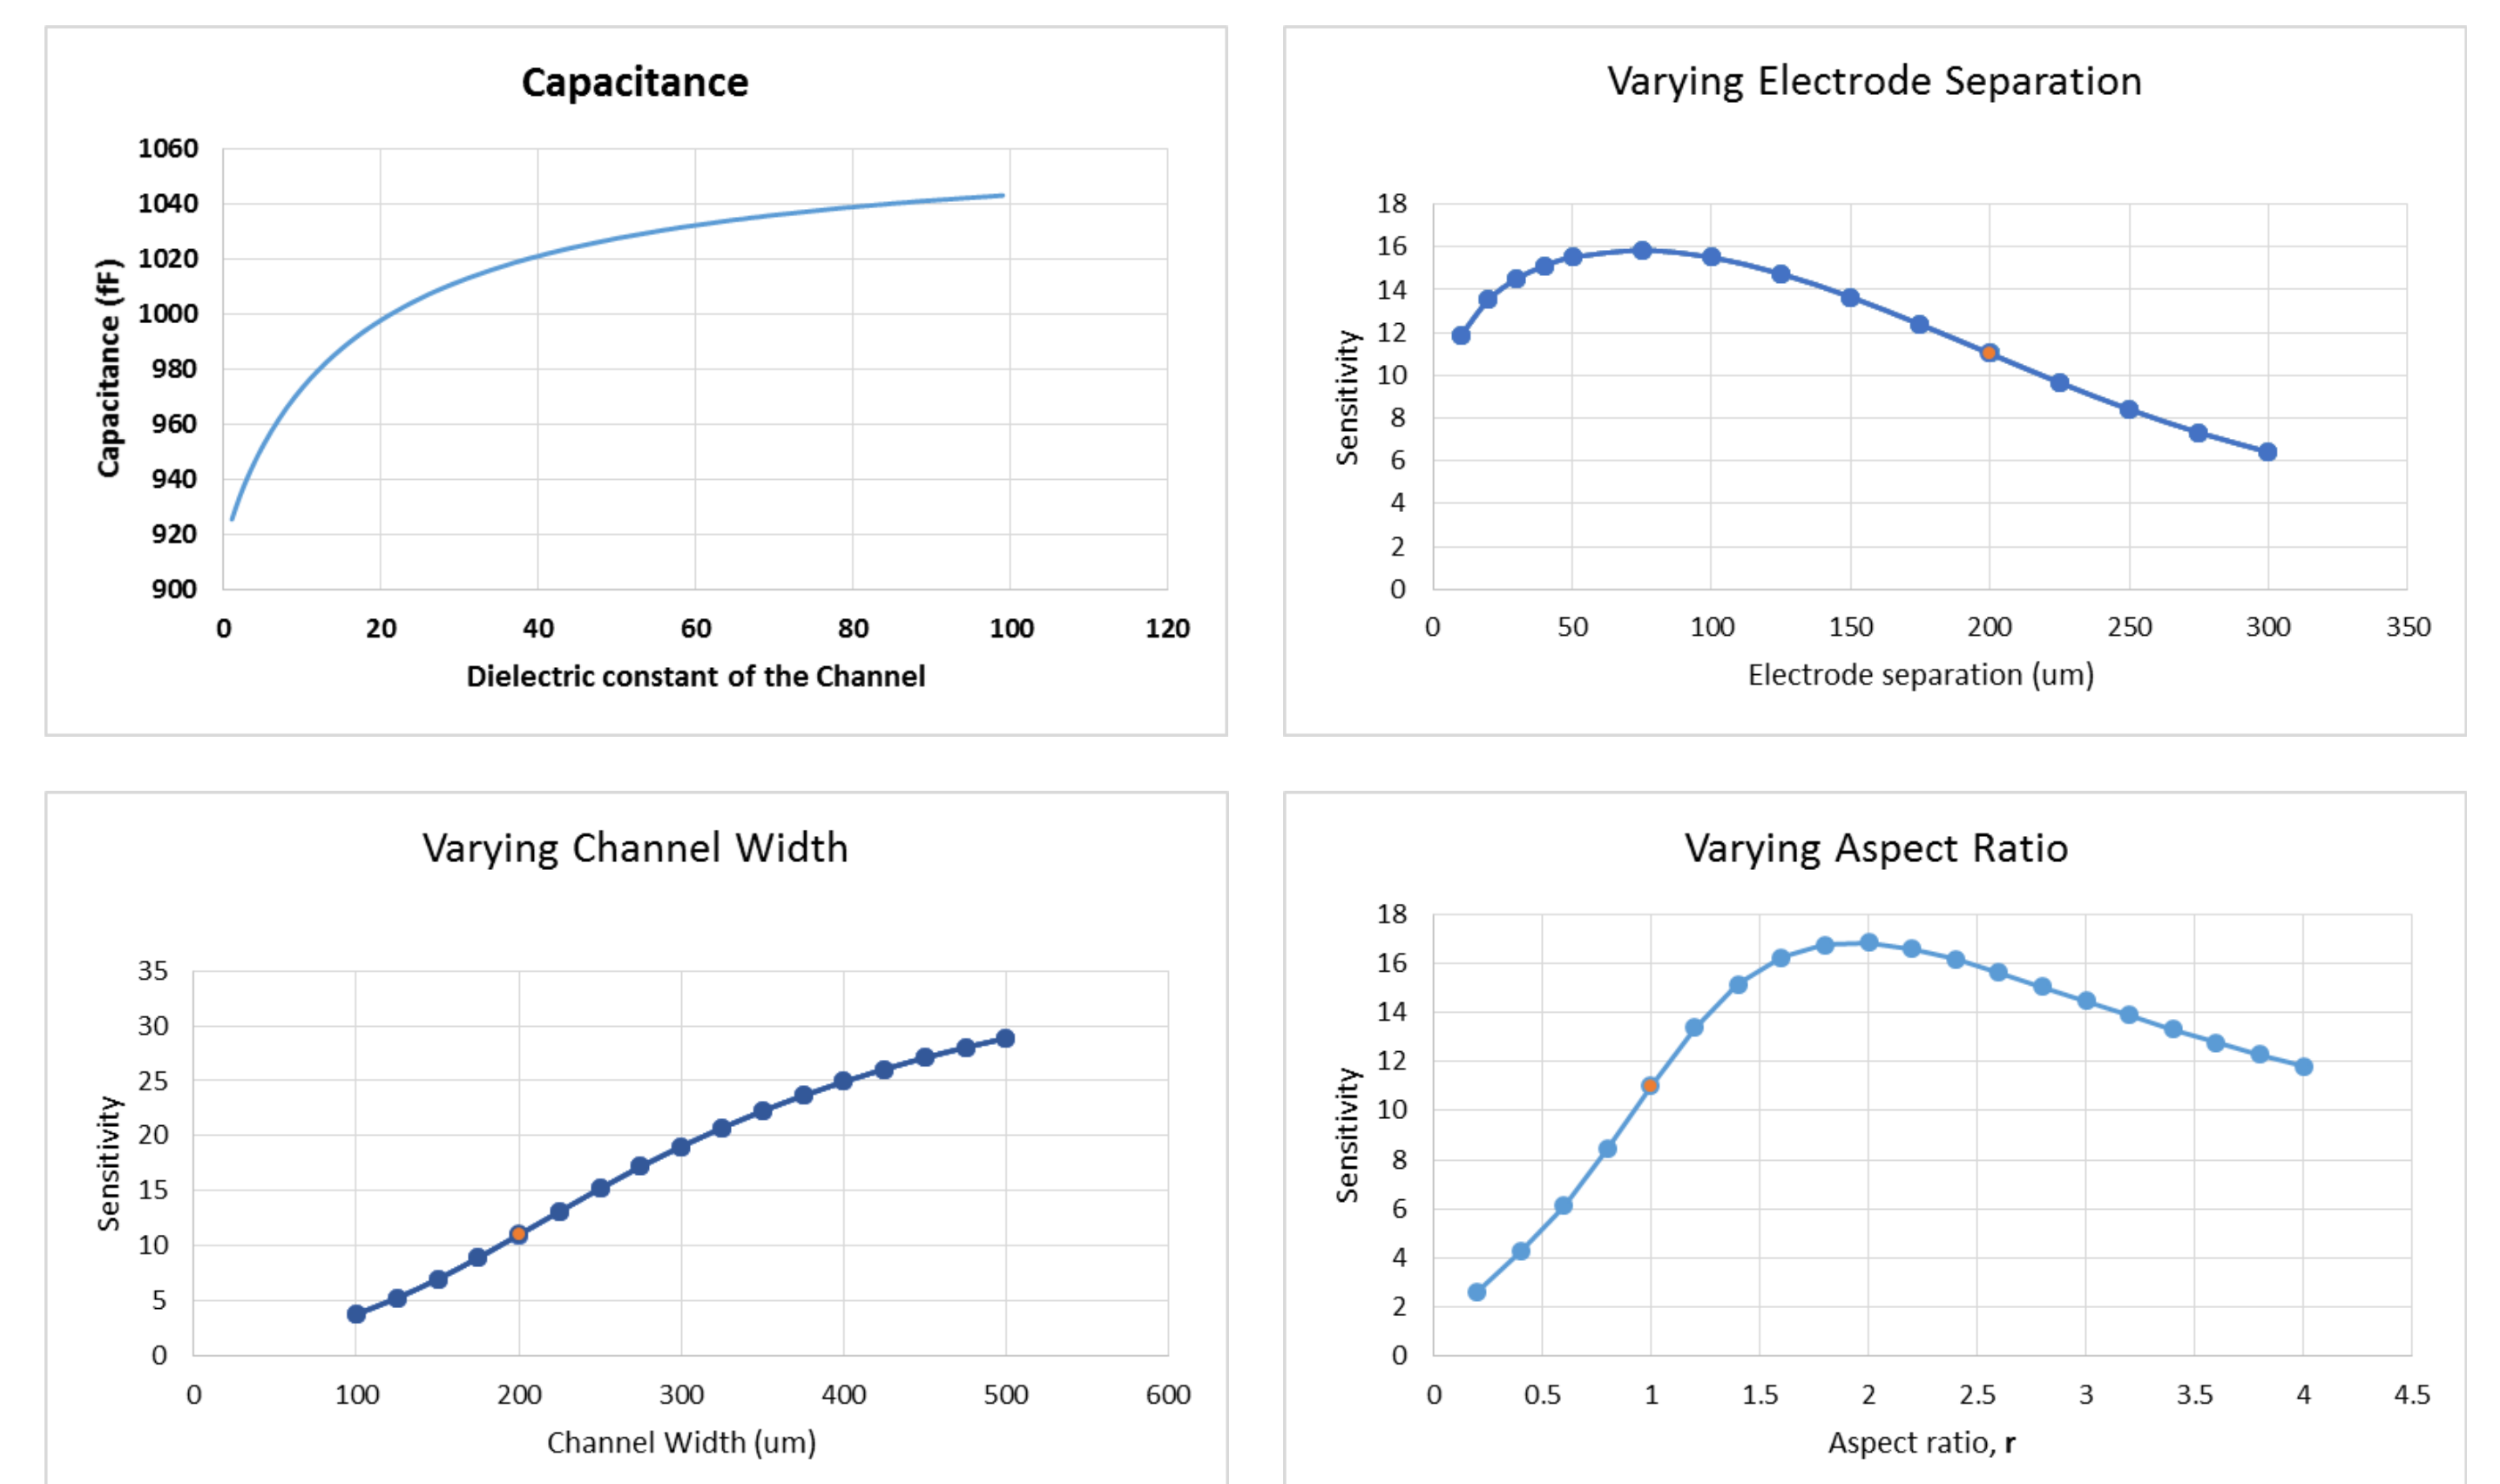 Capacitance
1060
1040
1020
1000
980
960
940
920
900
Capacitance (fF)
0 20 40 60 80 100 120
Dielectric constant of the Channel
Varying Electrode Separation
18
16
14
12
10
8
6
4
2
0
Sensitivity
0 50 100 150 200 250 300 350
Electrode separation (um)
Varying Channel Width
35
30
25
20
15
10
5
0
Sensitivity
0 100 200 300 400 500 600
Channel Width (um)
Varying Aspect Ratio
18
16
14
12
10
8
6
4
2
0
Sensitivity
0 0.5 1 1.5 2 2.5 3 3.5 4 4.5
Aspect ratio, r